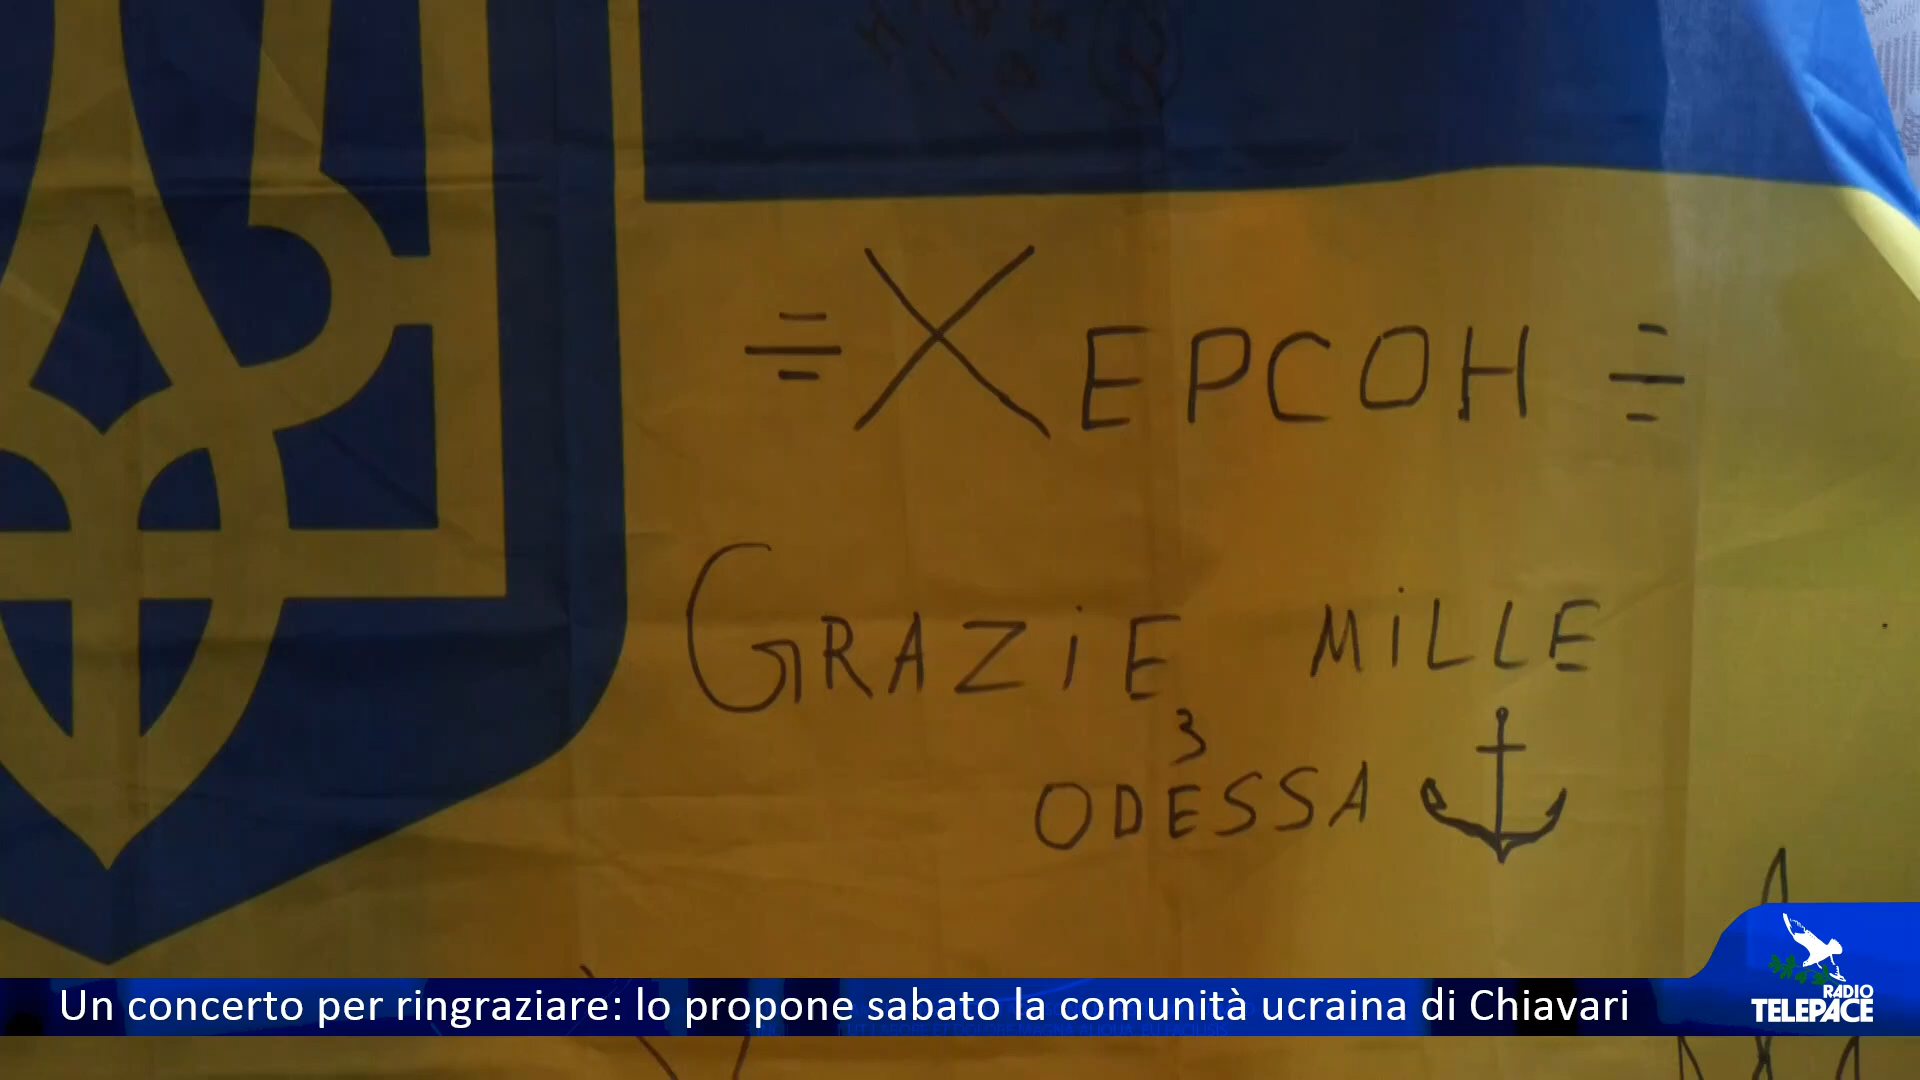 = ХЕРСОН =
GRAZIE MILLE
З
ODESSA
Un concerto per ringraziare: lo propone sabato la comunità ucraina di Chiavari
RADIO
TELEPACE